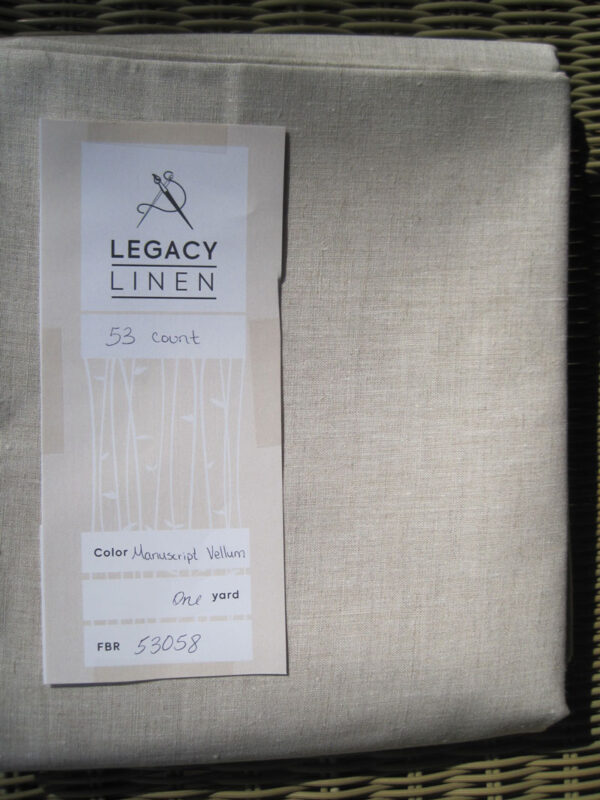 LEGACY
LINEN
53 count
Color Manuscript Vellum
One yard
FBR 53058